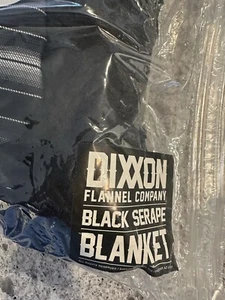 DIXXON
FLANNEL COMPANY
BLACK SERAPE
BLANKET